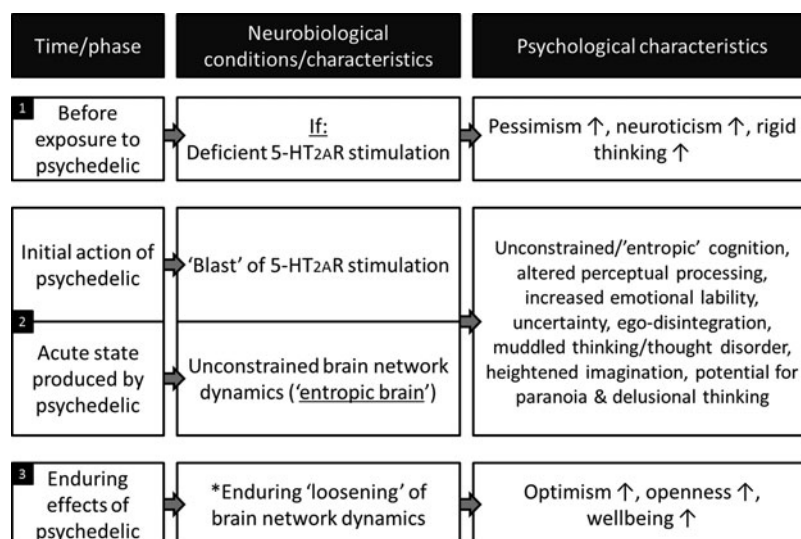 Time/phase
Neurobiological
conditions/characteristics
Psychological characteristics
1
Before
exposure to
psychedelic
If:
Deficient 5-HT2AR stimulation
Pessimism ↑, neuroticism ↑, rigid
thinking ↑
Initial action of
psychedelic
'Blast' of 5-HT2AR stimulation
2
Acute state
produced by
psychedelic
Unconstrained brain network
dynamics ('entropic brain')
Unconstrained/'entropic' cognition,
altered perceptual processing,
increased emotional lability,
uncertainty, ego-disintegration,
muddled thinking/thought disorder,
heightened imagination, potential for
paranoia & delusional thinking
3
Enduring
effects of
psychedelic
*Enduring 'loosening' of
brain network dynamics
Optimism ↑, openness ↑,
wellbeing ↑